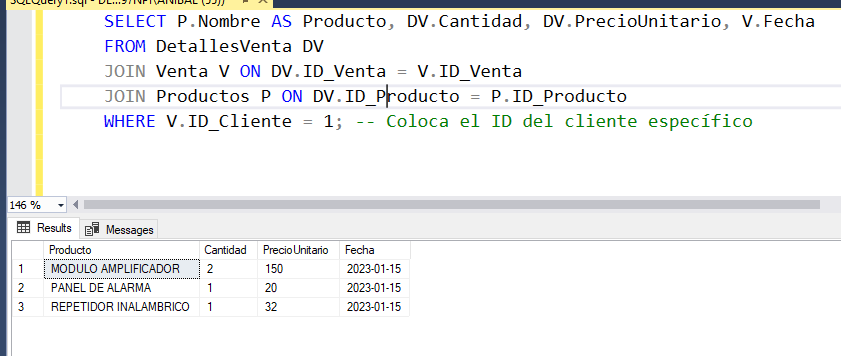 SELECT P.Nombre AS Producto, DV.Cantidad, DV.PrecioUnitario, V.Fecha
FROM DetallesVenta DV
JOIN Venta V ON DV.ID_Venta = V.ID_Venta
JOIN Productos P ON DV.ID_Producto = P.ID_Producto
WHERE V.ID_Cliente = 1; -- Coloca el ID del cliente específico
146 %
Results Messages
Producto Cantidad PrecioUnitario Fecha
1 MODULO AMPLIFICADOR 2 150 2023-01-15
2 PANEL DE ALARMA 1 20 2023-01-15
3 REPETIDOR INALAMBRICO 1 32 2023-01-15